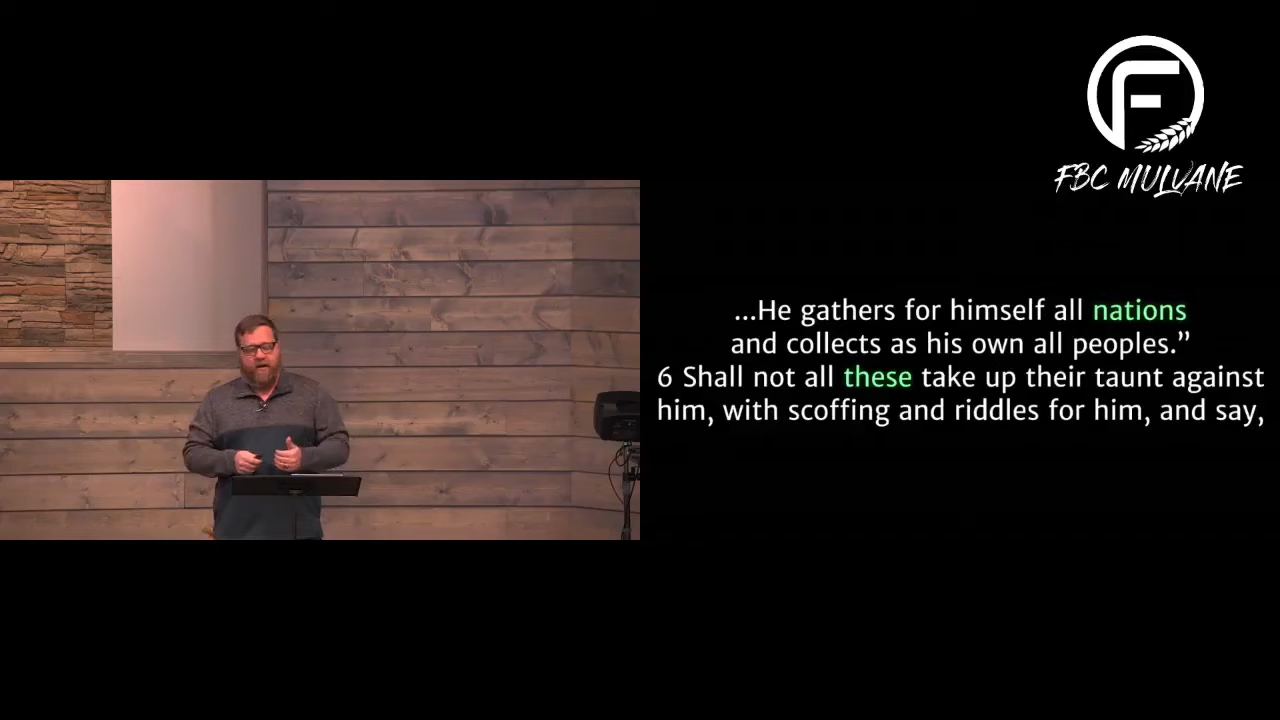 F
FBC MULVANE
...He gathers for himself all nations
and collects as his own all peoples.”
6 Shall not all these take up their taunt against
him, with scoffing and riddles for him, and say,